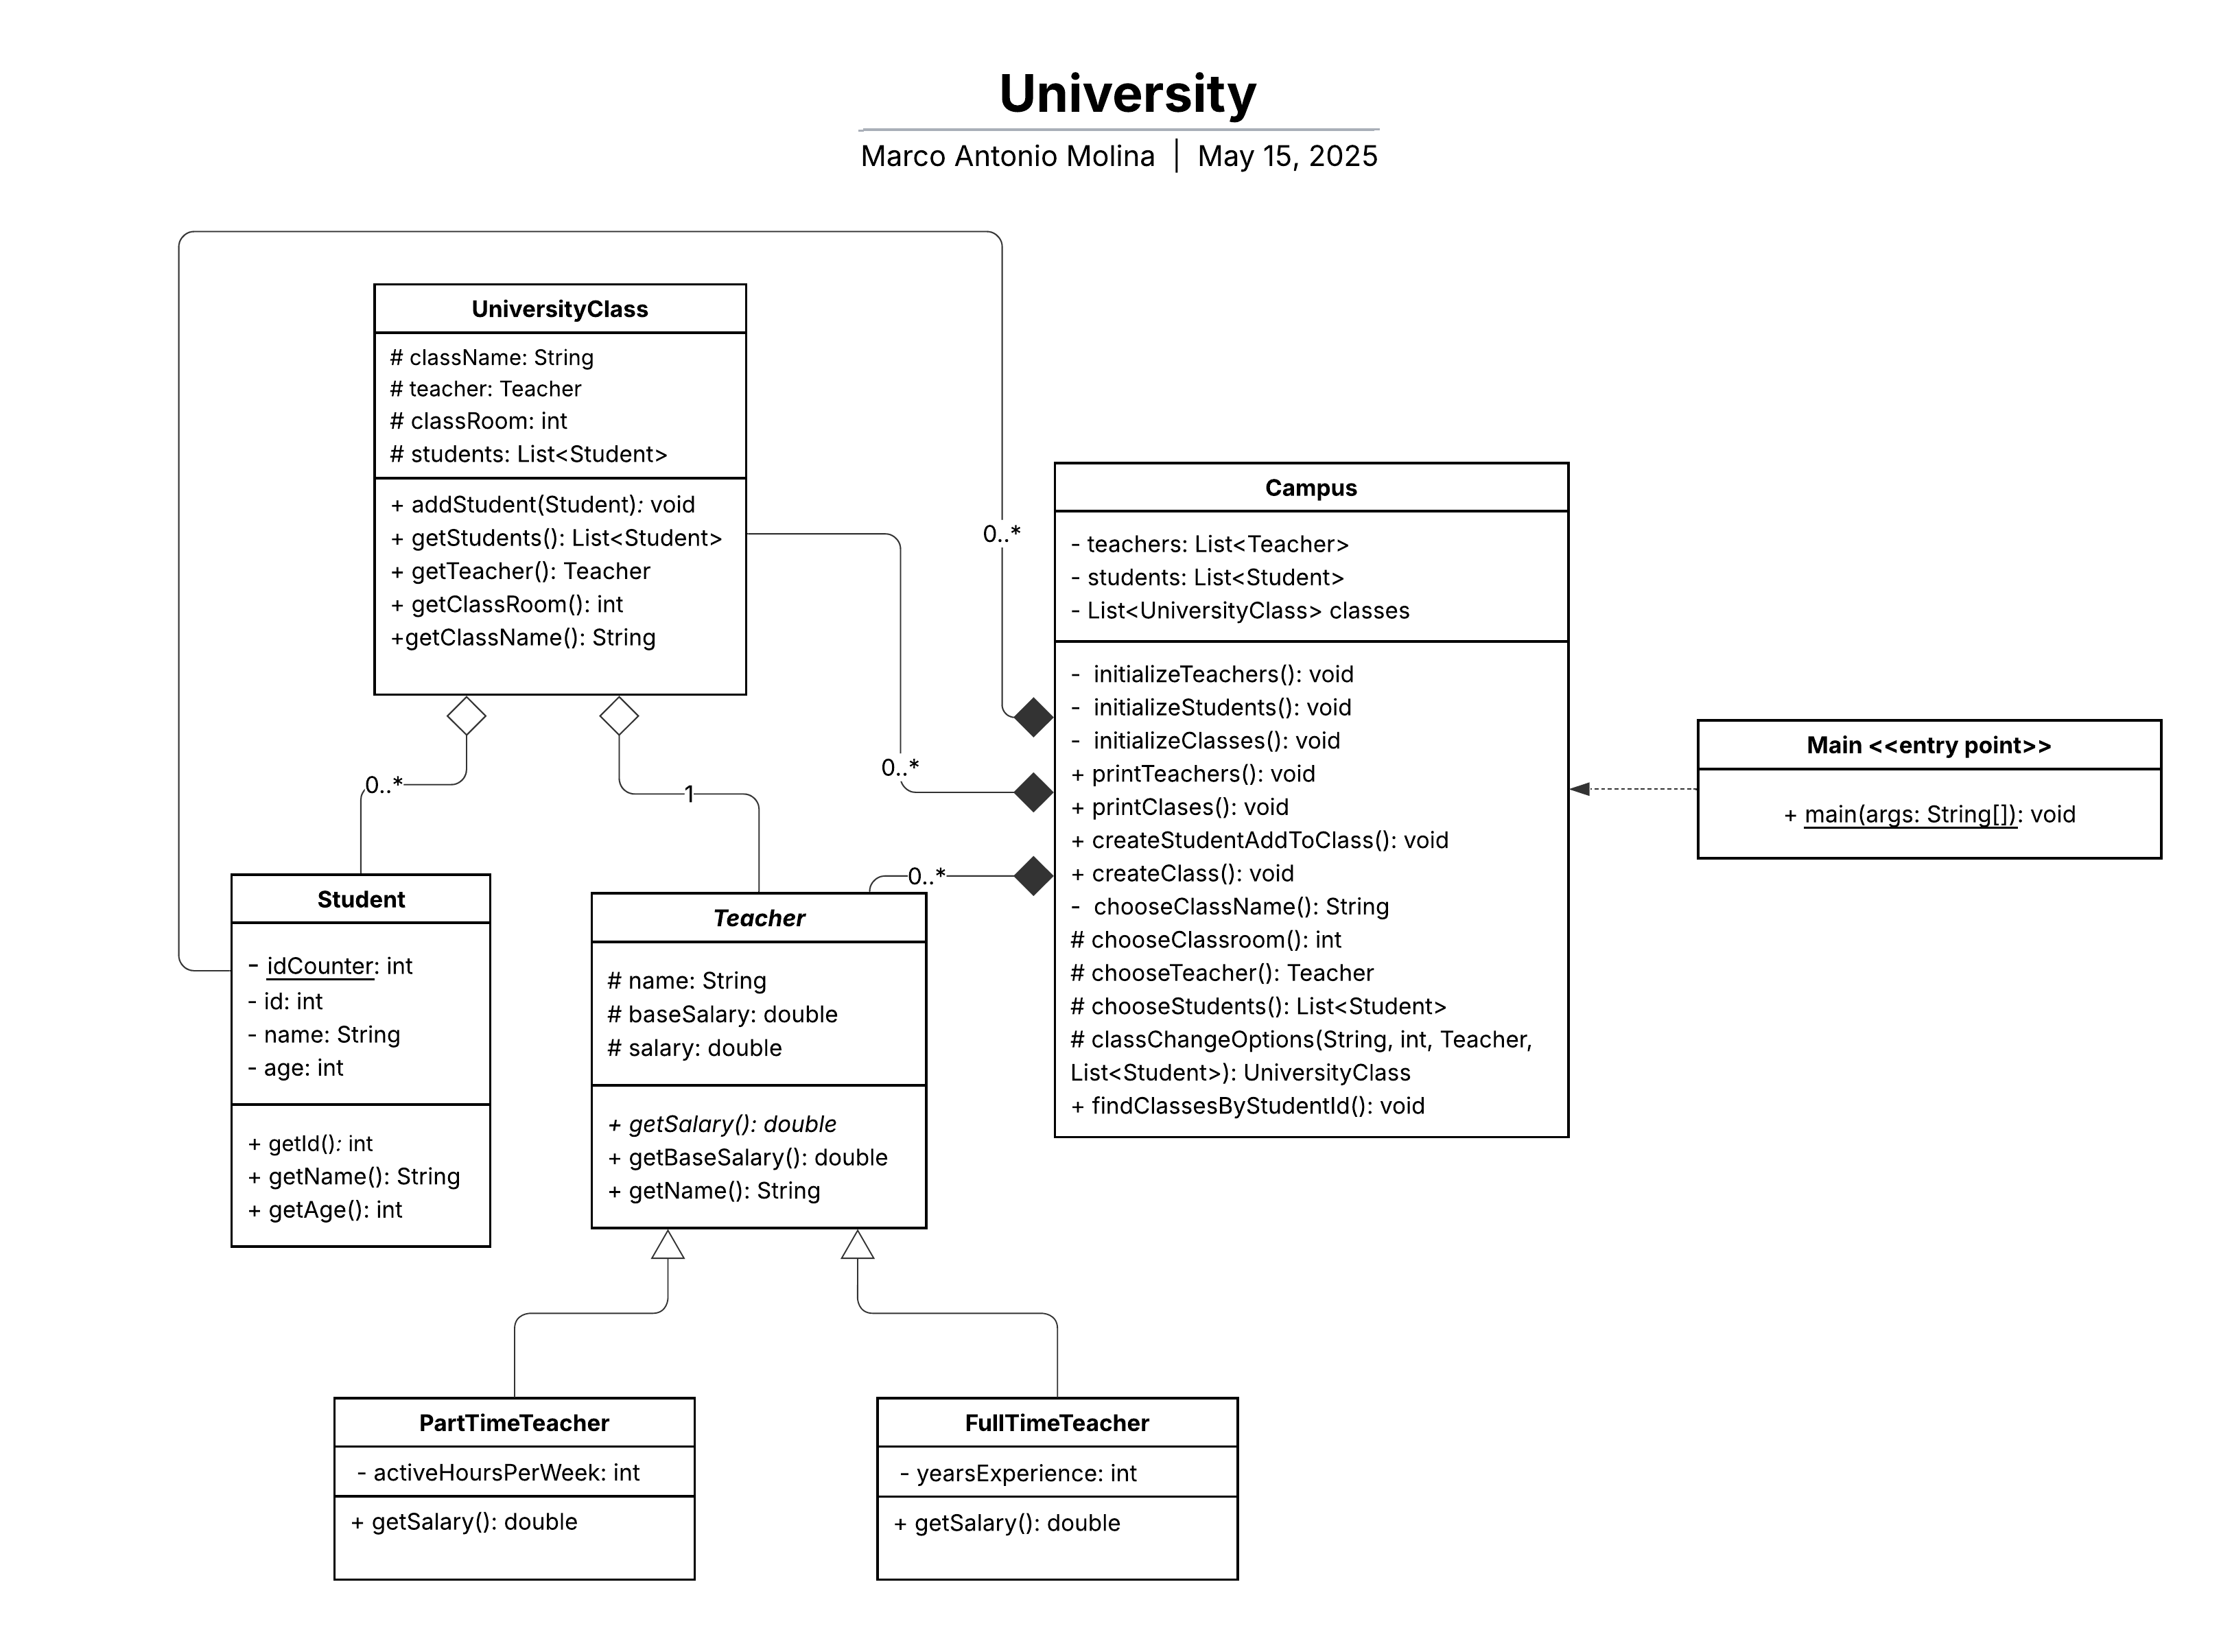 University
Marco Antonio Molina | May 15, 2025
UniversityClass
# className: String
# teacher: Teacher
# classRoom: int
# students: List<Student>
+ addStudent(Student): void
+ getStudents(): List<Student>
+ getTeacher(): Teacher
+ getClassRoom(): int
+getClassName(): String
0..*
1
0..*
0..*
0..*
Campus
- teachers: List<Teacher>
- students: List<Student>
- List<UniversityClass> classes
- initializeTeachers(): void
- initializeStudents(): void
- initializeClasses(): void
+ printTeachers(): void
+ printClases(): void
+ createStudentAddToClass(): void
+ createClass(): void
- chooseClassName(): String
# chooseClassroom(): int
# chooseTeacher(): Teacher
# chooseStudents(): List<Student>
# classChangeOptions(String, int, Teacher,
List<Student>): UniversityClass
+ findClassesByStudentId(): void
Main <<entry point>>
+ main(args: String[]): void
Student
- idCounter: int
- id: int
- name: String
- age: int
+ getId(): int
+ getName(): String
+ getAge(): int
Teacher
# name: String
# baseSalary: double
# salary: double
+ getSalary(): double
+ getBaseSalary(): double
+ getName(): String
PartTimeTeacher
- activeHoursPerWeek: int
+ getSalary(): double
FullTimeTeacher
- yearsExperience: int
+ getSalary(): double